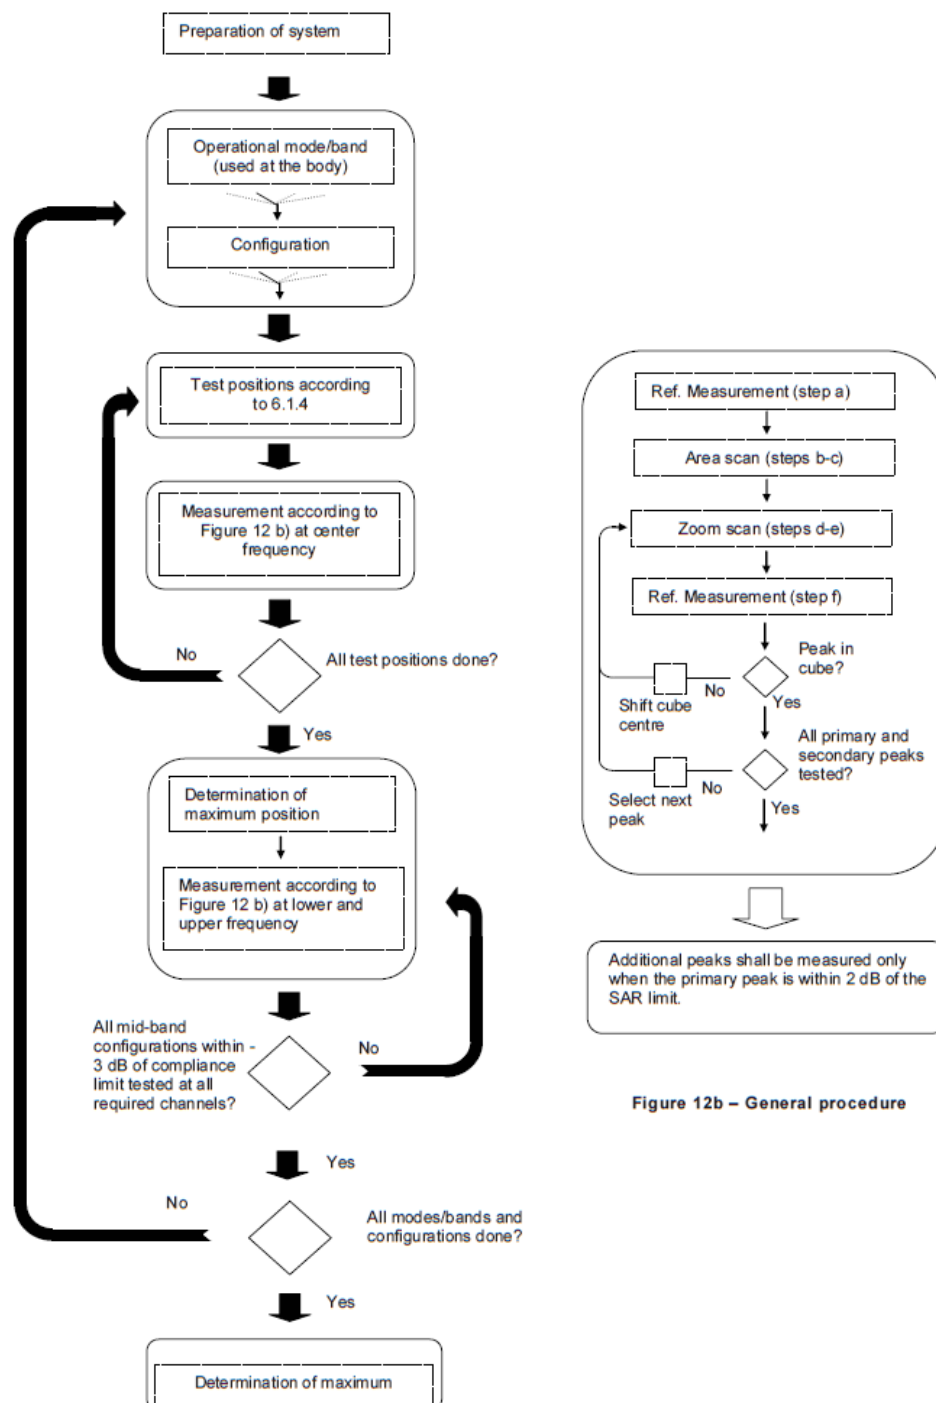 Preparation of system
Operational mode/band
(used at the body)
Configuration
Test positions according
to 6.1.4
Measurement according to
Figure 12 b) at center
frequency
No
All test positions done?
Yes
Determination of
maximum position
Measurement according to
Figure 12 b) at lower and
upper frequency
All mid-band
configurations within -
3 dB of compliance
limit tested at all
required channels?
No
Yes
No
All modes/bands and
configurations done?
Yes
Determination of maximum
Ref. Measurement (step a)
Area scan (steps b-c)
Zoom scan (steps d-e)
Ref. Measurement (step f)
Peak in
cube?
No
Shift cube
centre
Yes
All primary and
secondary peaks
tested?
No
Select next
peak
Yes
Additional peaks shall be measured only
when the primary peak is within 2 dB of the
SAR limit.
Figure 12b – General procedure